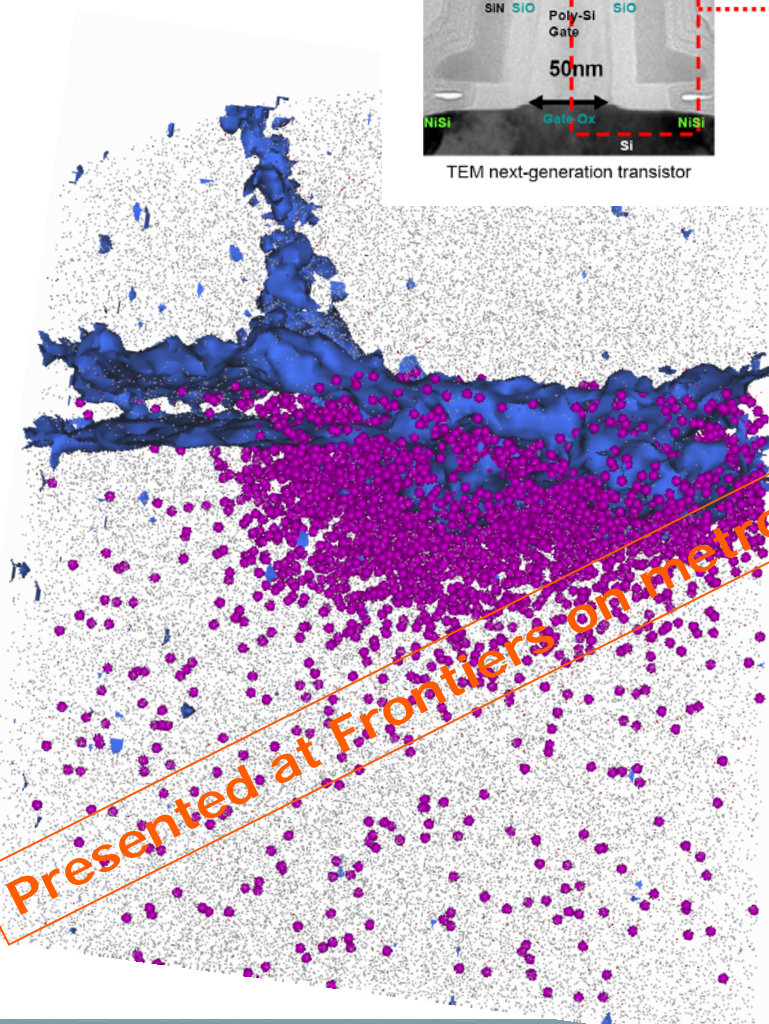 SiN SiO Poly-Si SiO
Gate
50nm
Gate Ox
NiSi NiSi
Si
TEM next-generation transistor
Presented at Frontiers on metro